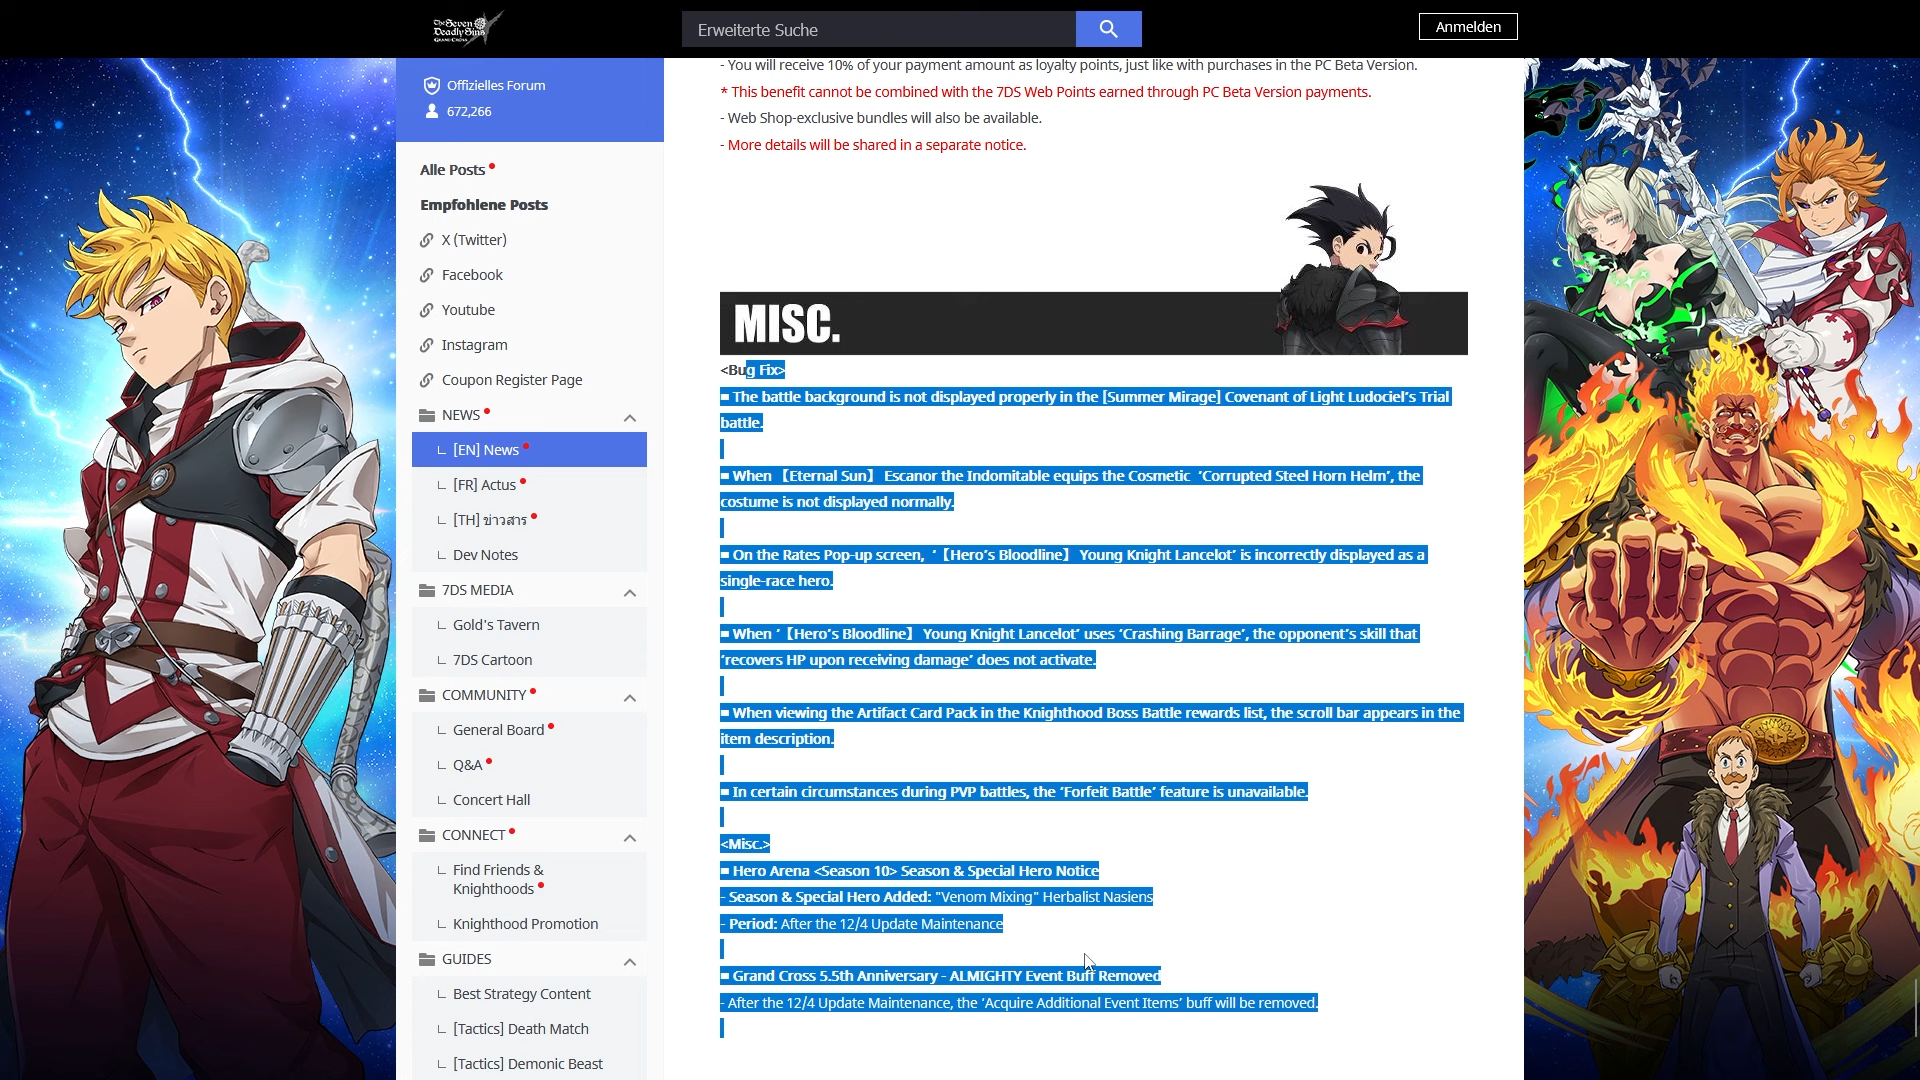 The Seven
Deadly Sins
GRAND CROSS
Erweiterte Suche
Anmelden
Offizielles Forum
672,266
Alle Posts
Empfohlene Posts
X (Twitter)
Facebook
Youtube
Instagram
Coupon Register Page
NEWS
[EN] News
[FR] Actus
[TH] ข่าวสาร
Dev Notes
7DS MEDIA
Gold's Tavern
7DS Cartoon
COMMUNITY
General Board
Q&A
Concert Hall
CONNECT
Find Friends &
Knighthoods
Knighthood Promotion
GUIDES
Best Strategy Content
[Tactics] Death Match
[Tactics] Demonic Beast
- You will receive 10% of your payment amount as loyalty points, just like with purchases in the PC Beta Version.
* This benefit cannot be combined with the 7DS Web Points earned through PC Beta Version payments.
- Web Shop-exclusive bundles will also be available.
- More details will be shared in a separate notice.
MISC.
<Bug Fix>
■ The battle background is not displayed properly in the [Summer Mirage] Covenant of Light Ludociel's Trial
battle.
■ When 【Eternal Sun】 Escanor the Indomitable equips the Cosmetic ‘Corrupted Steel Horn Helm’, the
costume is not displayed normally.
■ On the Rates Pop-up screen, ‘【Hero’s Bloodline】 Young Knight Lancelot’ is incorrectly displayed as a
single-race hero.
■ When ‘【Hero’s Bloodline】 Young Knight Lancelot’ uses ‘Crashing Barrage’, the opponent’s skill that
‘recovers HP upon receiving damage’ does not activate.
■ When viewing the Artifact Card Pack in the Knighthood Boss Battle rewards list, the scroll bar appears in the
item description.
■ In certain circumstances during PVP battles, the ‘Forfeit Battle’ feature is unavailable.
<Misc.>
■ Hero Arena <Season 10> Season & Special Hero Notice
- Season & Special Hero Added: "Venom Mixing" Herbalist Nasiens
- Period: After the 12/4 Update Maintenance
■ Grand Cross 5.5th Anniversary - ALMIGHTY Event Buff Removed
- After the 12/4 Update Maintenance, the ‘Acquire Additional Event Items’ buff will be removed.